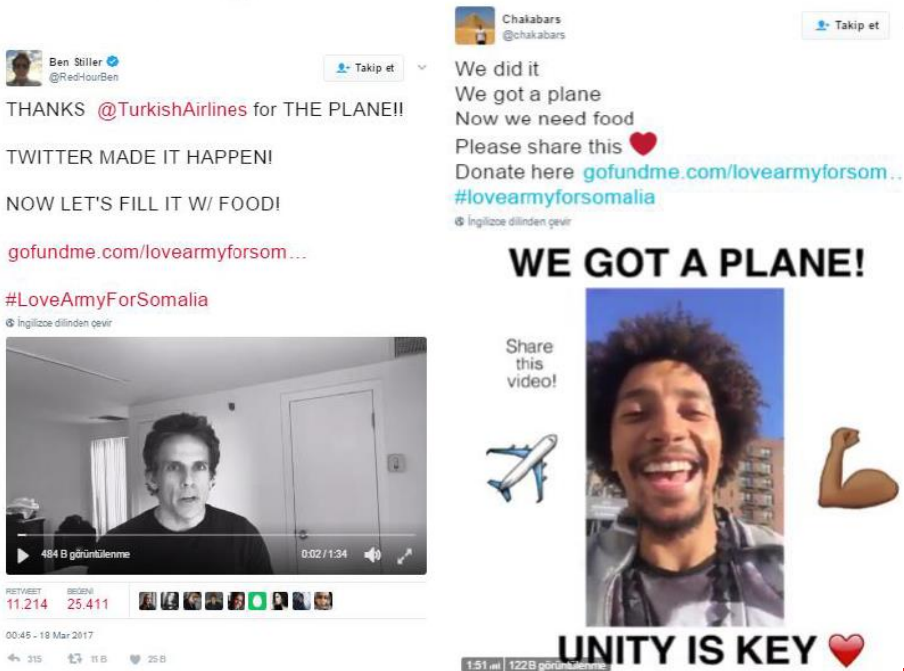 Ben Stiller
@RedHourBen
Takip et
THANKS @TurkishAirlines for THE PLANE!!
TWITTER MADE IT HAPPEN!
NOW LET'S FILL IT W/ FOOD!
gofundme.com/lovearmyforsom...
#LoveArmyForSomalia
İngilizce dilinden çevir
484 B görüntülenme
0:02 / 1:34
RETWEET BEĞENİ
11.214 25.411
00:45 - 18 Mar 2017
315 11 B 25 B
Chakabars
@chakabars
Takip et
We did it
We got a plane
Now we need food
Please share this
Donate here gofundme.com/lovearmyforsom...
#lovearmyforsomalia
İngilizce dilinden çevir
WE GOT A PLANE!
Share
this
video!
UNITY IS KEY
1:51 122B görüntülenme